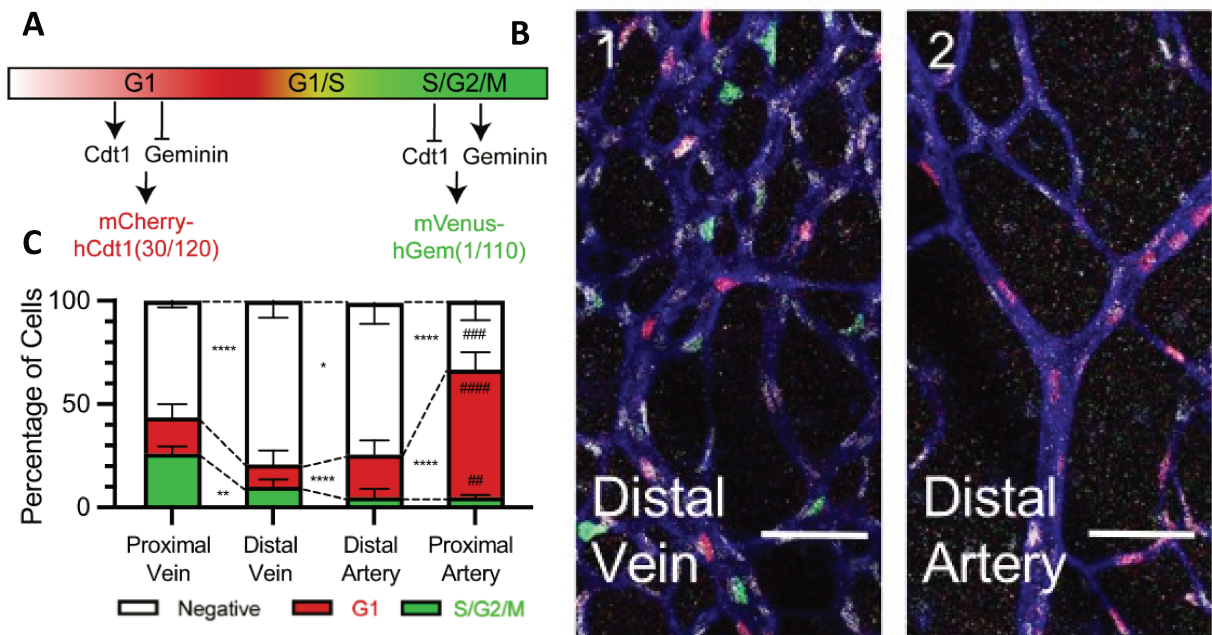 A
G1 G1/S S/G2/M
Cdt1 Geminin
Cdt1 Geminin
mCherry-
hCdt1(30/120)
mVenus-
hGem(1/110)
B
1
Distal
Vein
2
Distal
Artery
C
Percentage of Cells
100
50
0
****
*
****
###
####
**
****
****
##
Proximal
Vein
Distal
Vein
Distal
Artery
Proximal
Artery
Negative G1 S/G2/M